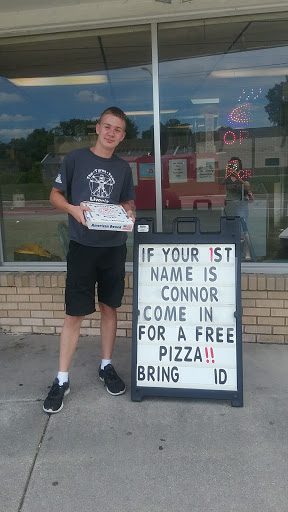 IF YOUR 1ST
NAME IS
CONNOR
COME IN
FOR A FREE
PIZZA!!
BRING ID